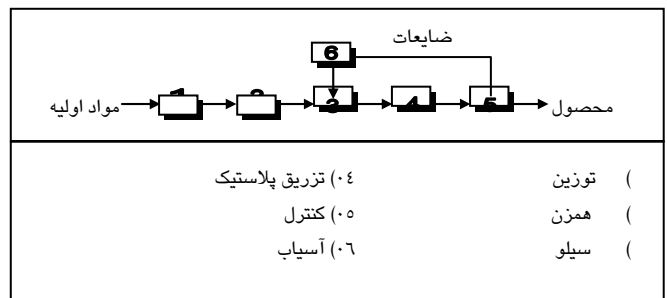 ضایعات
6
مواد اولیه 1 2 3 4 5 محصول
( توزین ۰٤) تزریق پلاستیک
( همزن ۰٥) کنترل
( سیلو ۰٦) آسیاب